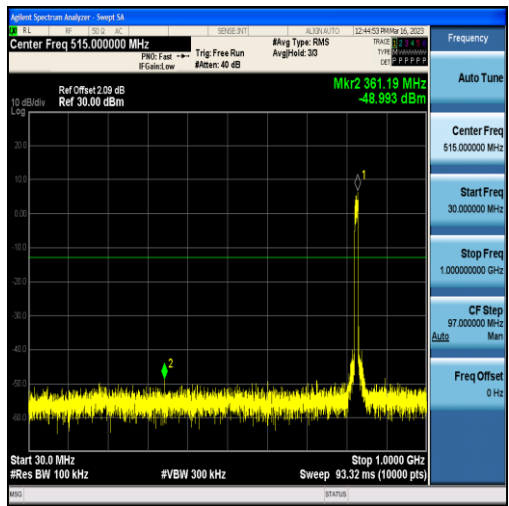 Agilent Spectrum Analyzer - Swept SA
RL RF 50 Ω AC SENSE:INT ALIGN AUTO 12:44:53 PM Mar 16, 2023
Center Freq 515.000000 MHz
PNO: Fast
IFGain:Low
Trig: Free Run
#Atten: 40 dB
#Avg Type: RMS
Avg|Hold: 3/3
TRACE 1 2 3 4 5 6
TYPE MWWWWW
DET P P P P P P
Frequency
Auto Tune
Mkr2 361.19 MHz
-48.993 dBm
Ref Offset 2.09 dB
10 dB/div Ref 30.00 dBm
Log
20.0
10.0
0.00
-10.0
-20.0
-30.0
-40.0
-50.0
-60.0
1
2
Center Freq
515.000000 MHz
Start Freq
30.000000 MHz
Stop Freq
1.000000000 GHz
CF Step
97.000000 MHz
Auto Man
Freq Offset
0 Hz
Start 30.0 MHz Stop 1.0000 GHz
#Res BW 100 kHz #VBW 300 kHz Sweep 93.32 ms (10000 pts)
MSG STATUS